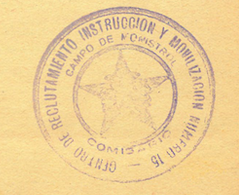 CENTRO DE RECLUTAMIENTO INSTRUCCION Y MOVILIZACION NUMERO 15
CAMPO DE MONISTROL
COMISARIO